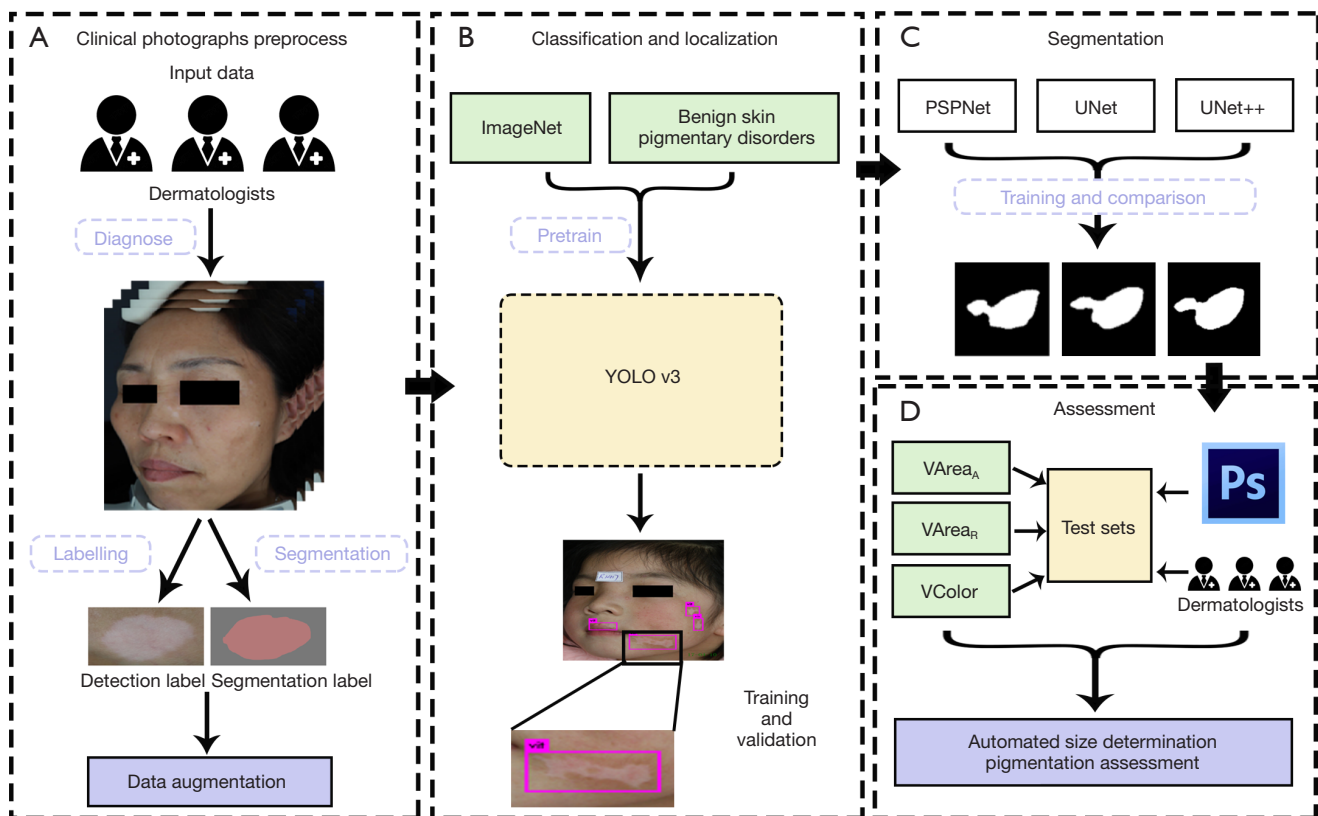 A
Clinical photographs preprocess
Input data
Dermatologists
Diagnose
Labelling
Segmentation
Detection label
Segmentation label
Data augmentation
B
Classification and localization
ImageNet
Benign skin
pigmentary disorders
Pretrain
YOLO v3
Training
and
validation
C
Segmentation
PSPNet
UNet
UNet++
Training and comparison
D
Assessment
VArea_A
VArea_R
VColor
Test sets
Ps
Dermatologists
Automated size determination
pigmentation assessment